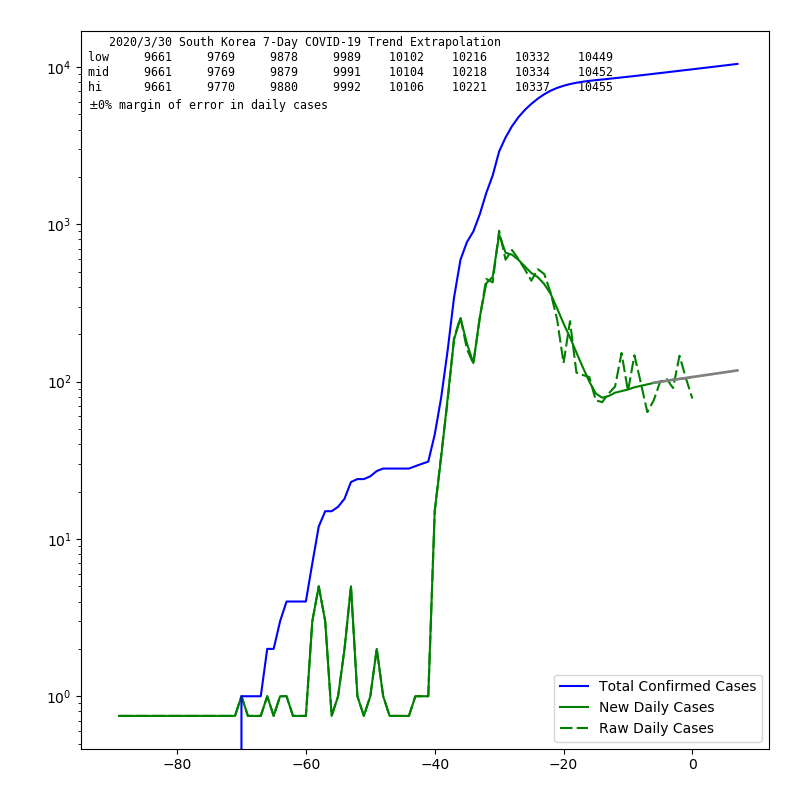 2020/3/30 South Korea 7-Day COVID-19 Trend Extrapolation
low 9661 9769 9878 9989 10102 10216 10332 10449
mid 9661 9769 9879 9991 10104 10218 10334 10452
hi 9661 9770 9880 9992 10106 10221 10337 10455
±0% margin of error in daily cases
10⁴
10³
10²
10¹
10⁰
Total Confirmed Cases
New Daily Cases
Raw Daily Cases
−80 −60 −40 −20 0